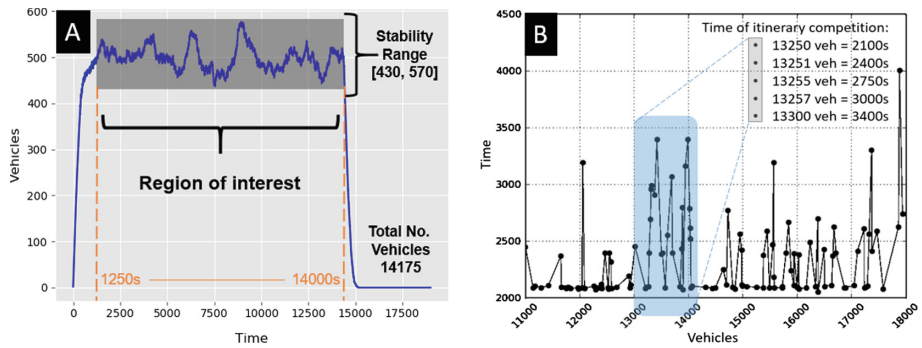 A
600
500
400
300
200
100
0
Vehicles
Stability
Range
[430, 570]
Region of interest
Total No.
Vehicles
14175
1250s
14000s
0
2500
5000
7500
10000
12500
15000
17500
Time
B
4500
4000
3500
3000
2500
2000
Time
Time of itinerary competition:
13250 veh = 2100s
13251 veh = 2400s
13255 veh = 2750s
13257 veh = 3000s
13300 veh = 3400s
11000
12000
13000
14000
15000
16000
17000
18000
Vehicles